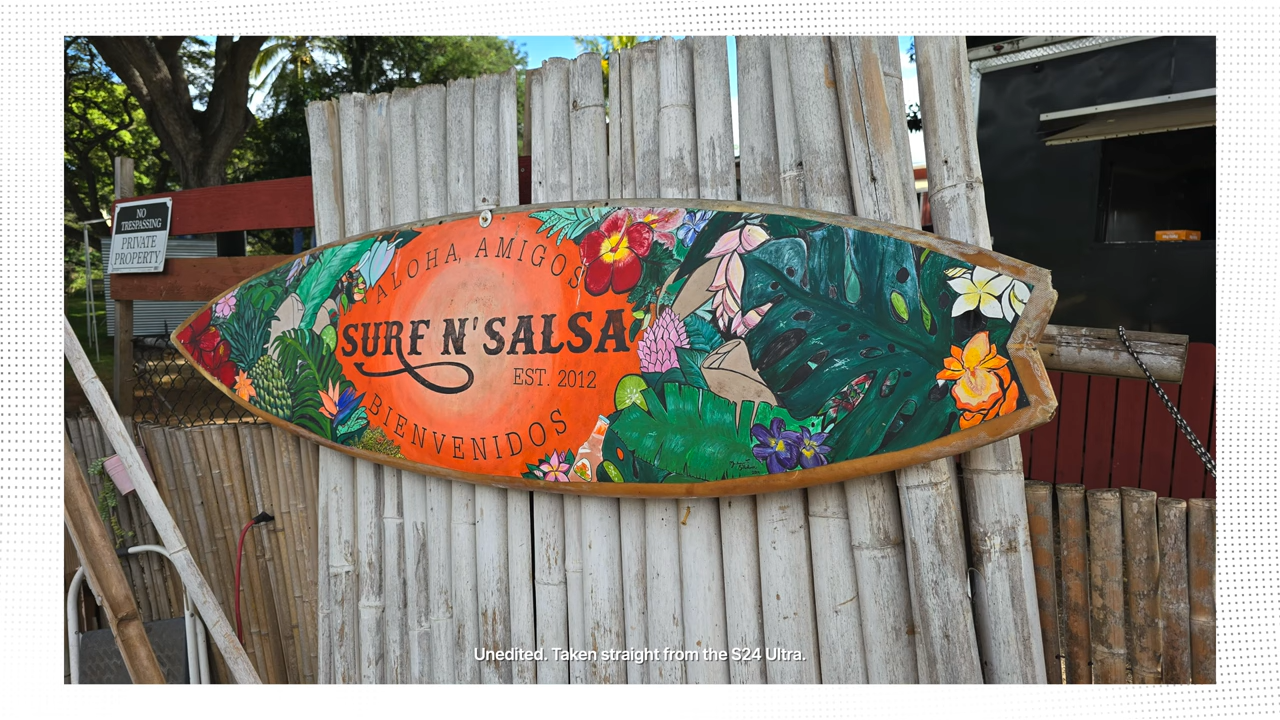 NO
TRESPASSING
PRIVATE
PROPERTY
ALOHA, AMIGOS
SURF N' SALSA
EST. 2012
BIENVENIDOS
Unedited. Taken straight from the S24 Ultra.